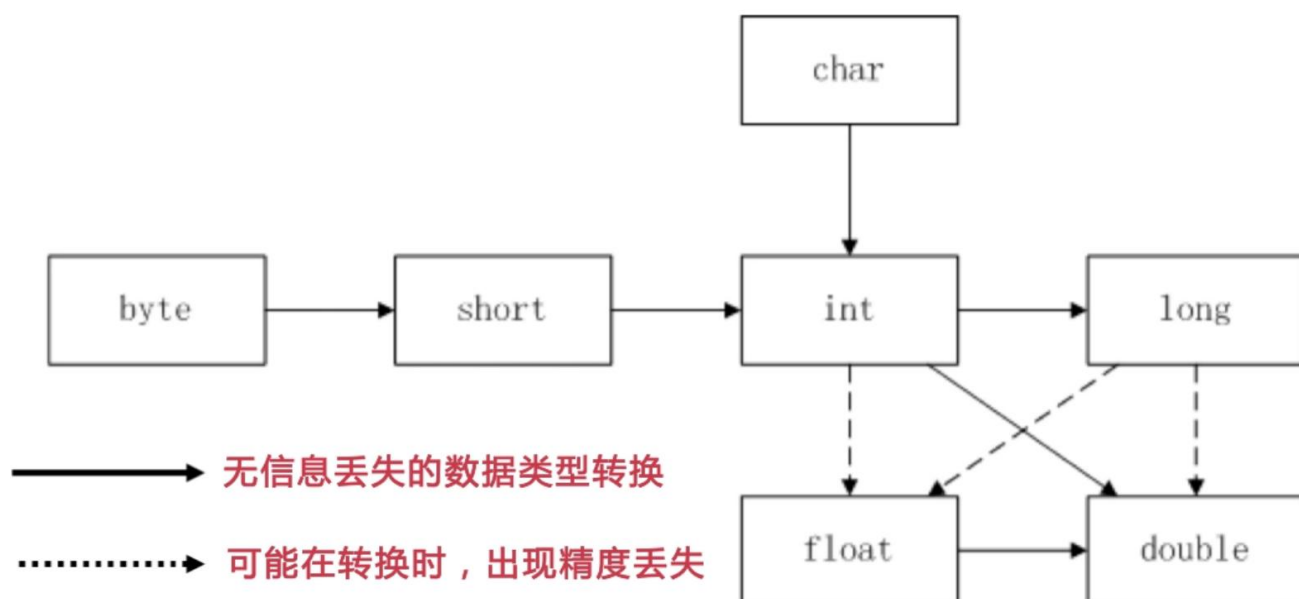 char
byte
short
int
long
无信息丢失的数据类型转换
可能在转换时，出现精度丢失
float
double